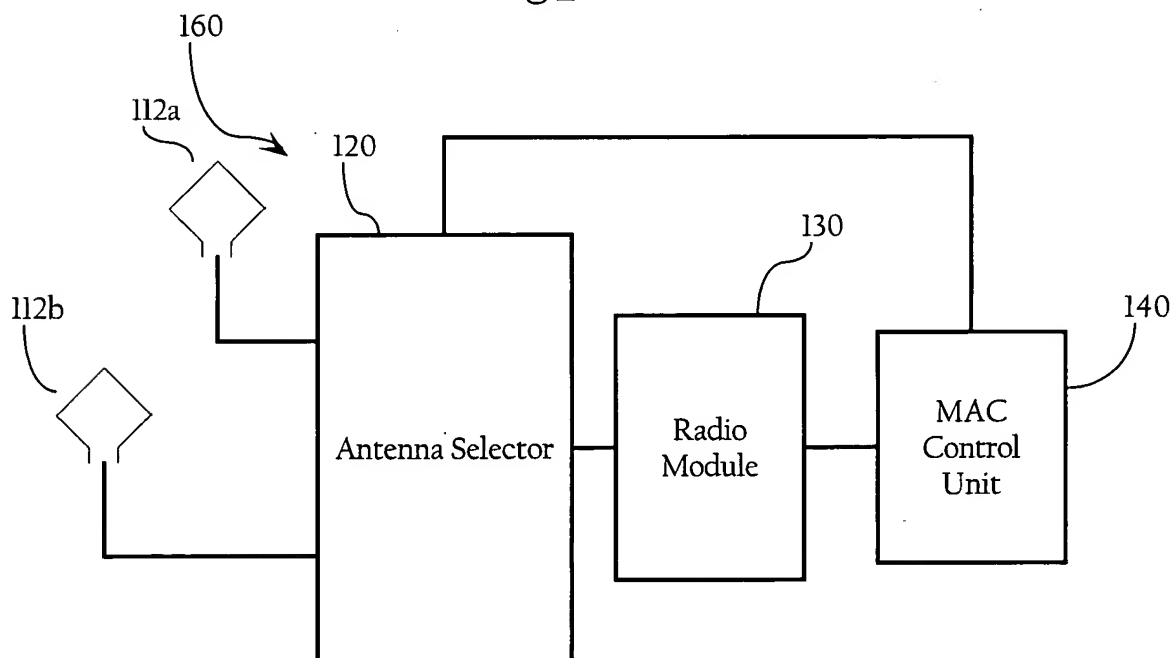 160
112a
120
130
112b
140
Antenna Selector
Radio
Module
MAC
Control
Unit